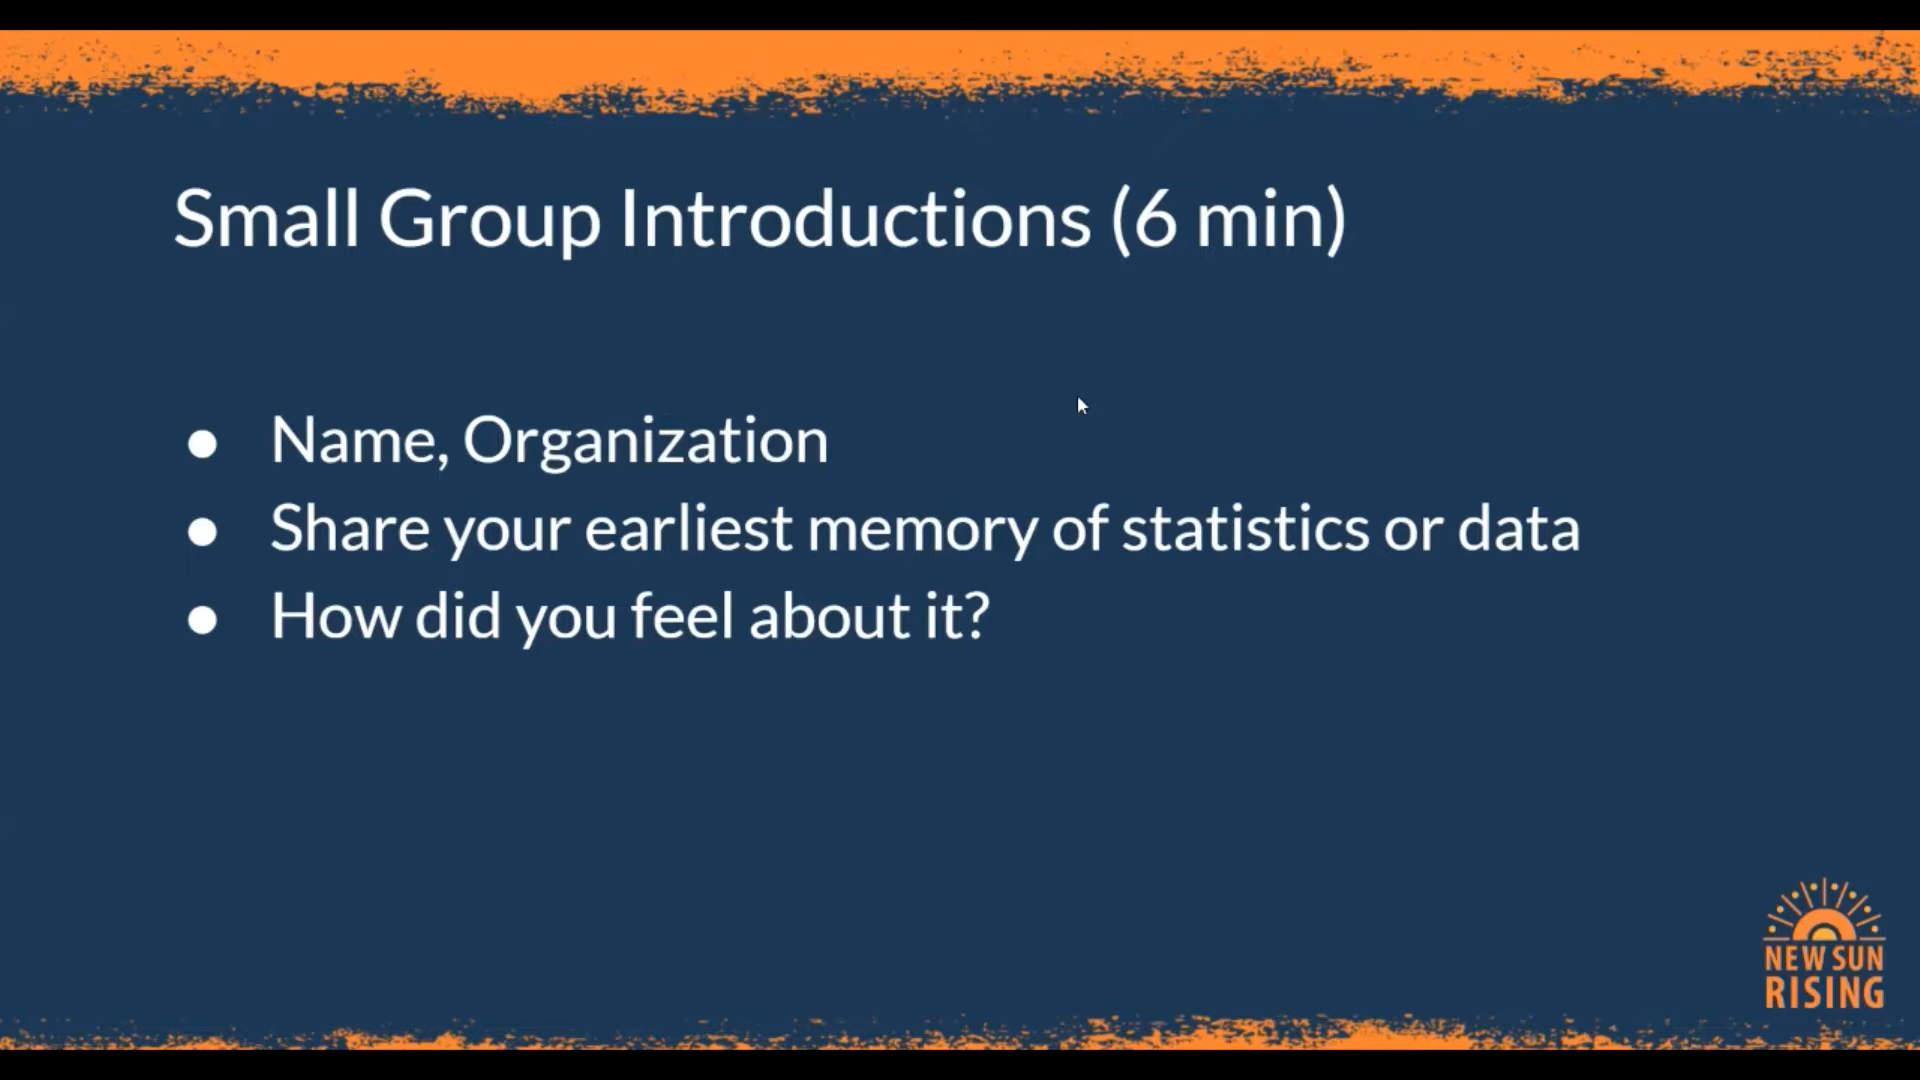 Small Group Introductions (6 min)
● Name, Organization
● Share your earliest memory of statistics or data
● How did you feel about it?
NEW SUN
RISING